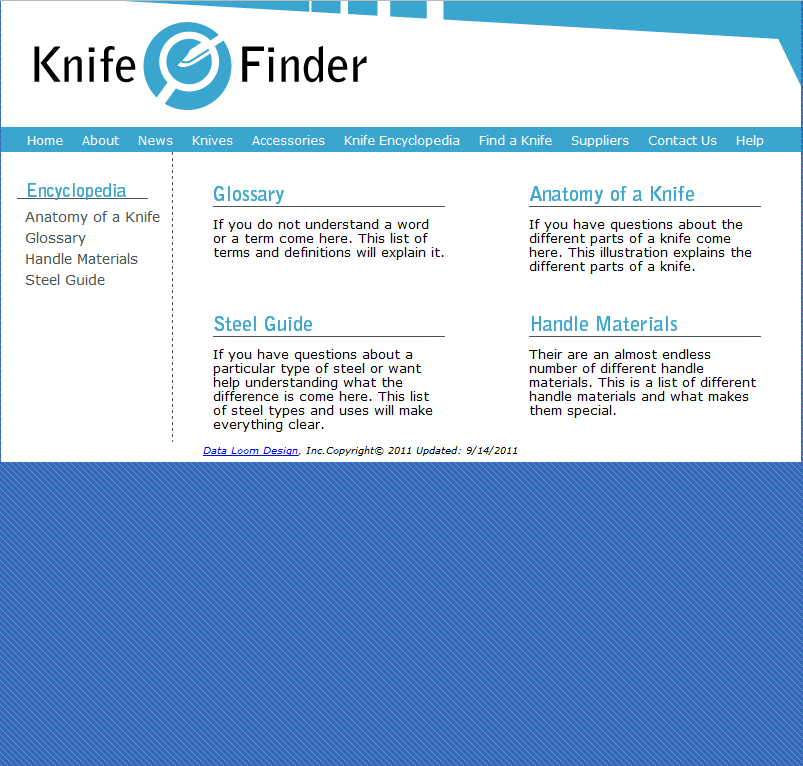 Knife Finder
Home About News Knives Accessories Knife Encyclopedia Find a Knife Suppliers Contact Us Help
Encyclopedia
Anatomy of a Knife
Glossary
Handle Materials
Steel Guide
Glossary
If you do not understand a word
or a term come here. This list of
terms and definitions will explain it.
Anatomy of a Knife
If you have questions about the
different parts of a knife come
here. This illustration explains the
different parts of a knife.
Steel Guide
If you have questions about a
particular type of steel or want
help understanding what the
difference is come here. This list
of steel types and uses will make
everything clear.
Handle Materials
Their are an almost endless
number of different handle
materials. This is a list of different
handle materials and what makes
them special.
Data Loom Design, Inc.Copyright© 2011 Updated: 9/14/2011